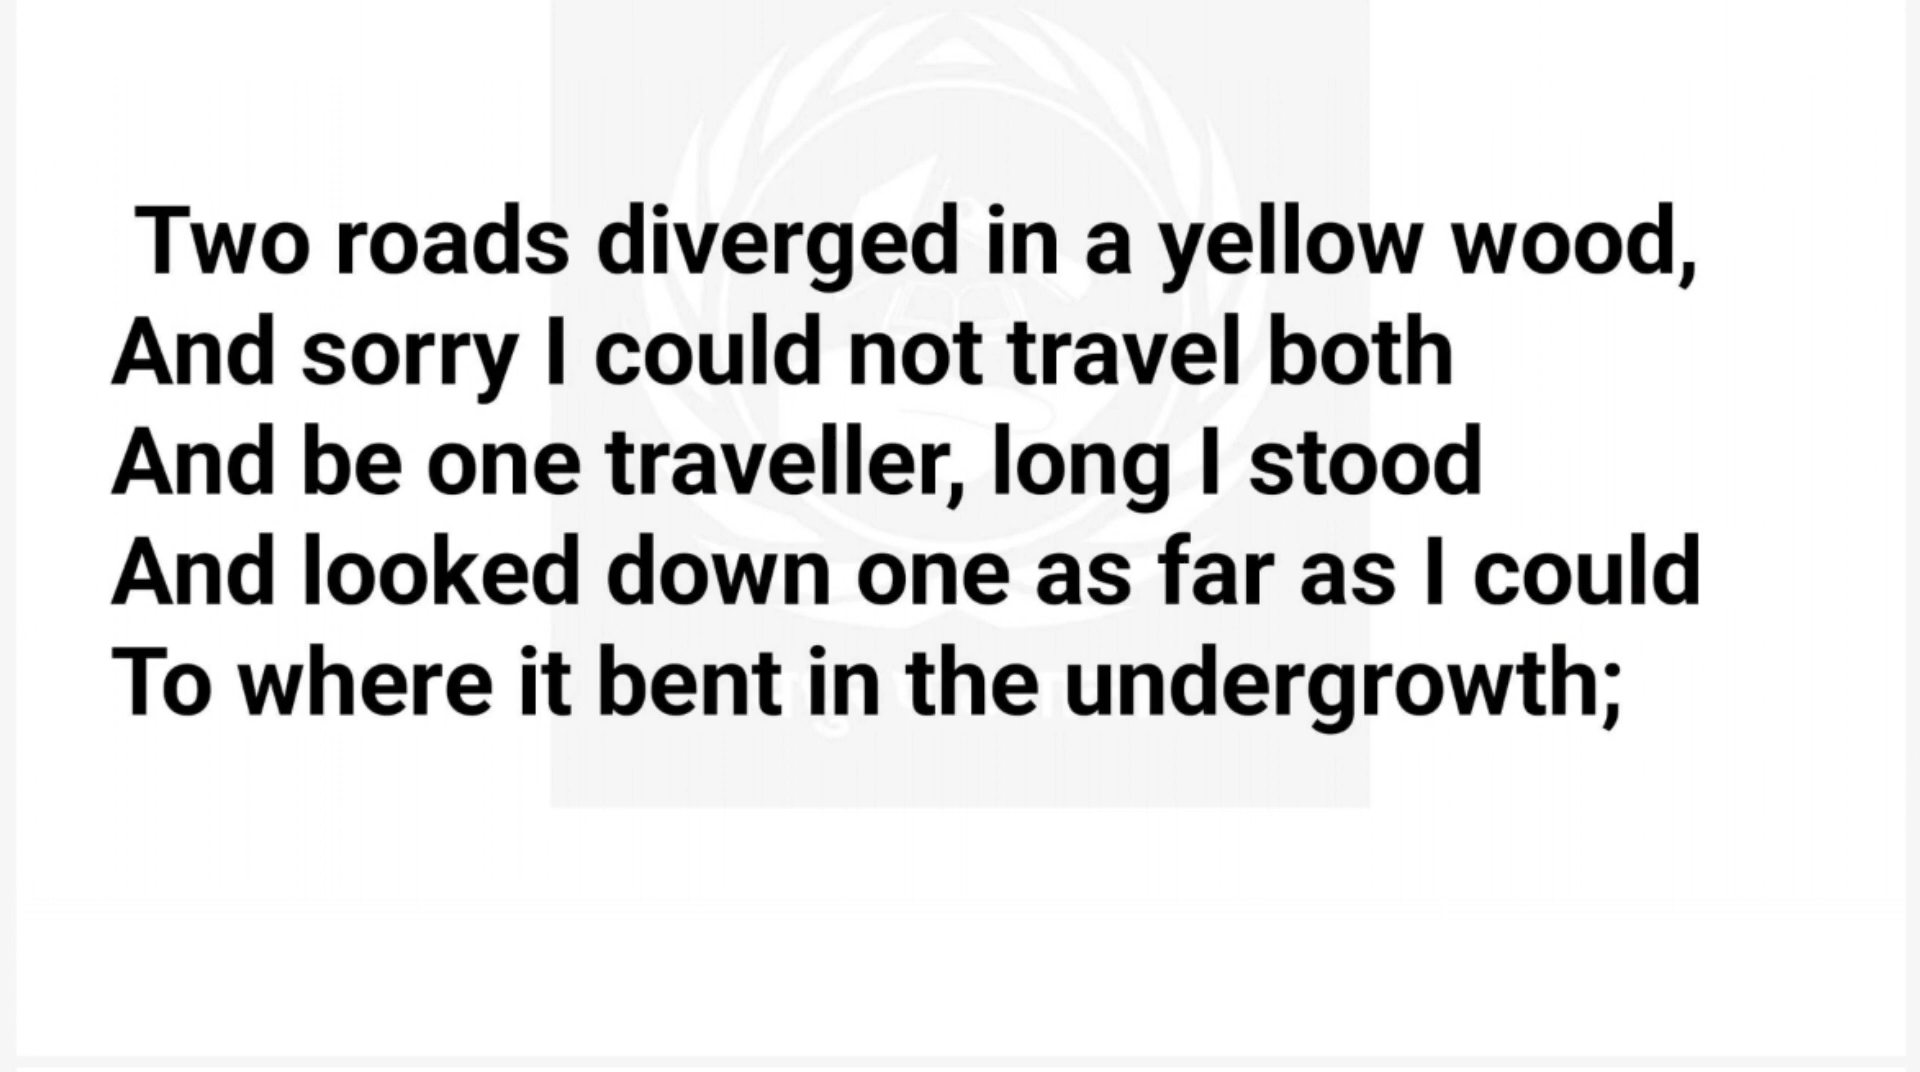 Two roads diverged in a yellow wood,
And sorry I could not travel both
And be one traveller, long I stood
And looked down one as far as I could
To where it bent in the undergrowth;